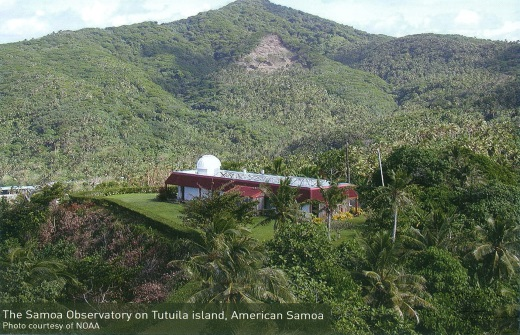 The Samoa Observatory on Tutuila island, American Samoa
Photo courtesy of NOAA